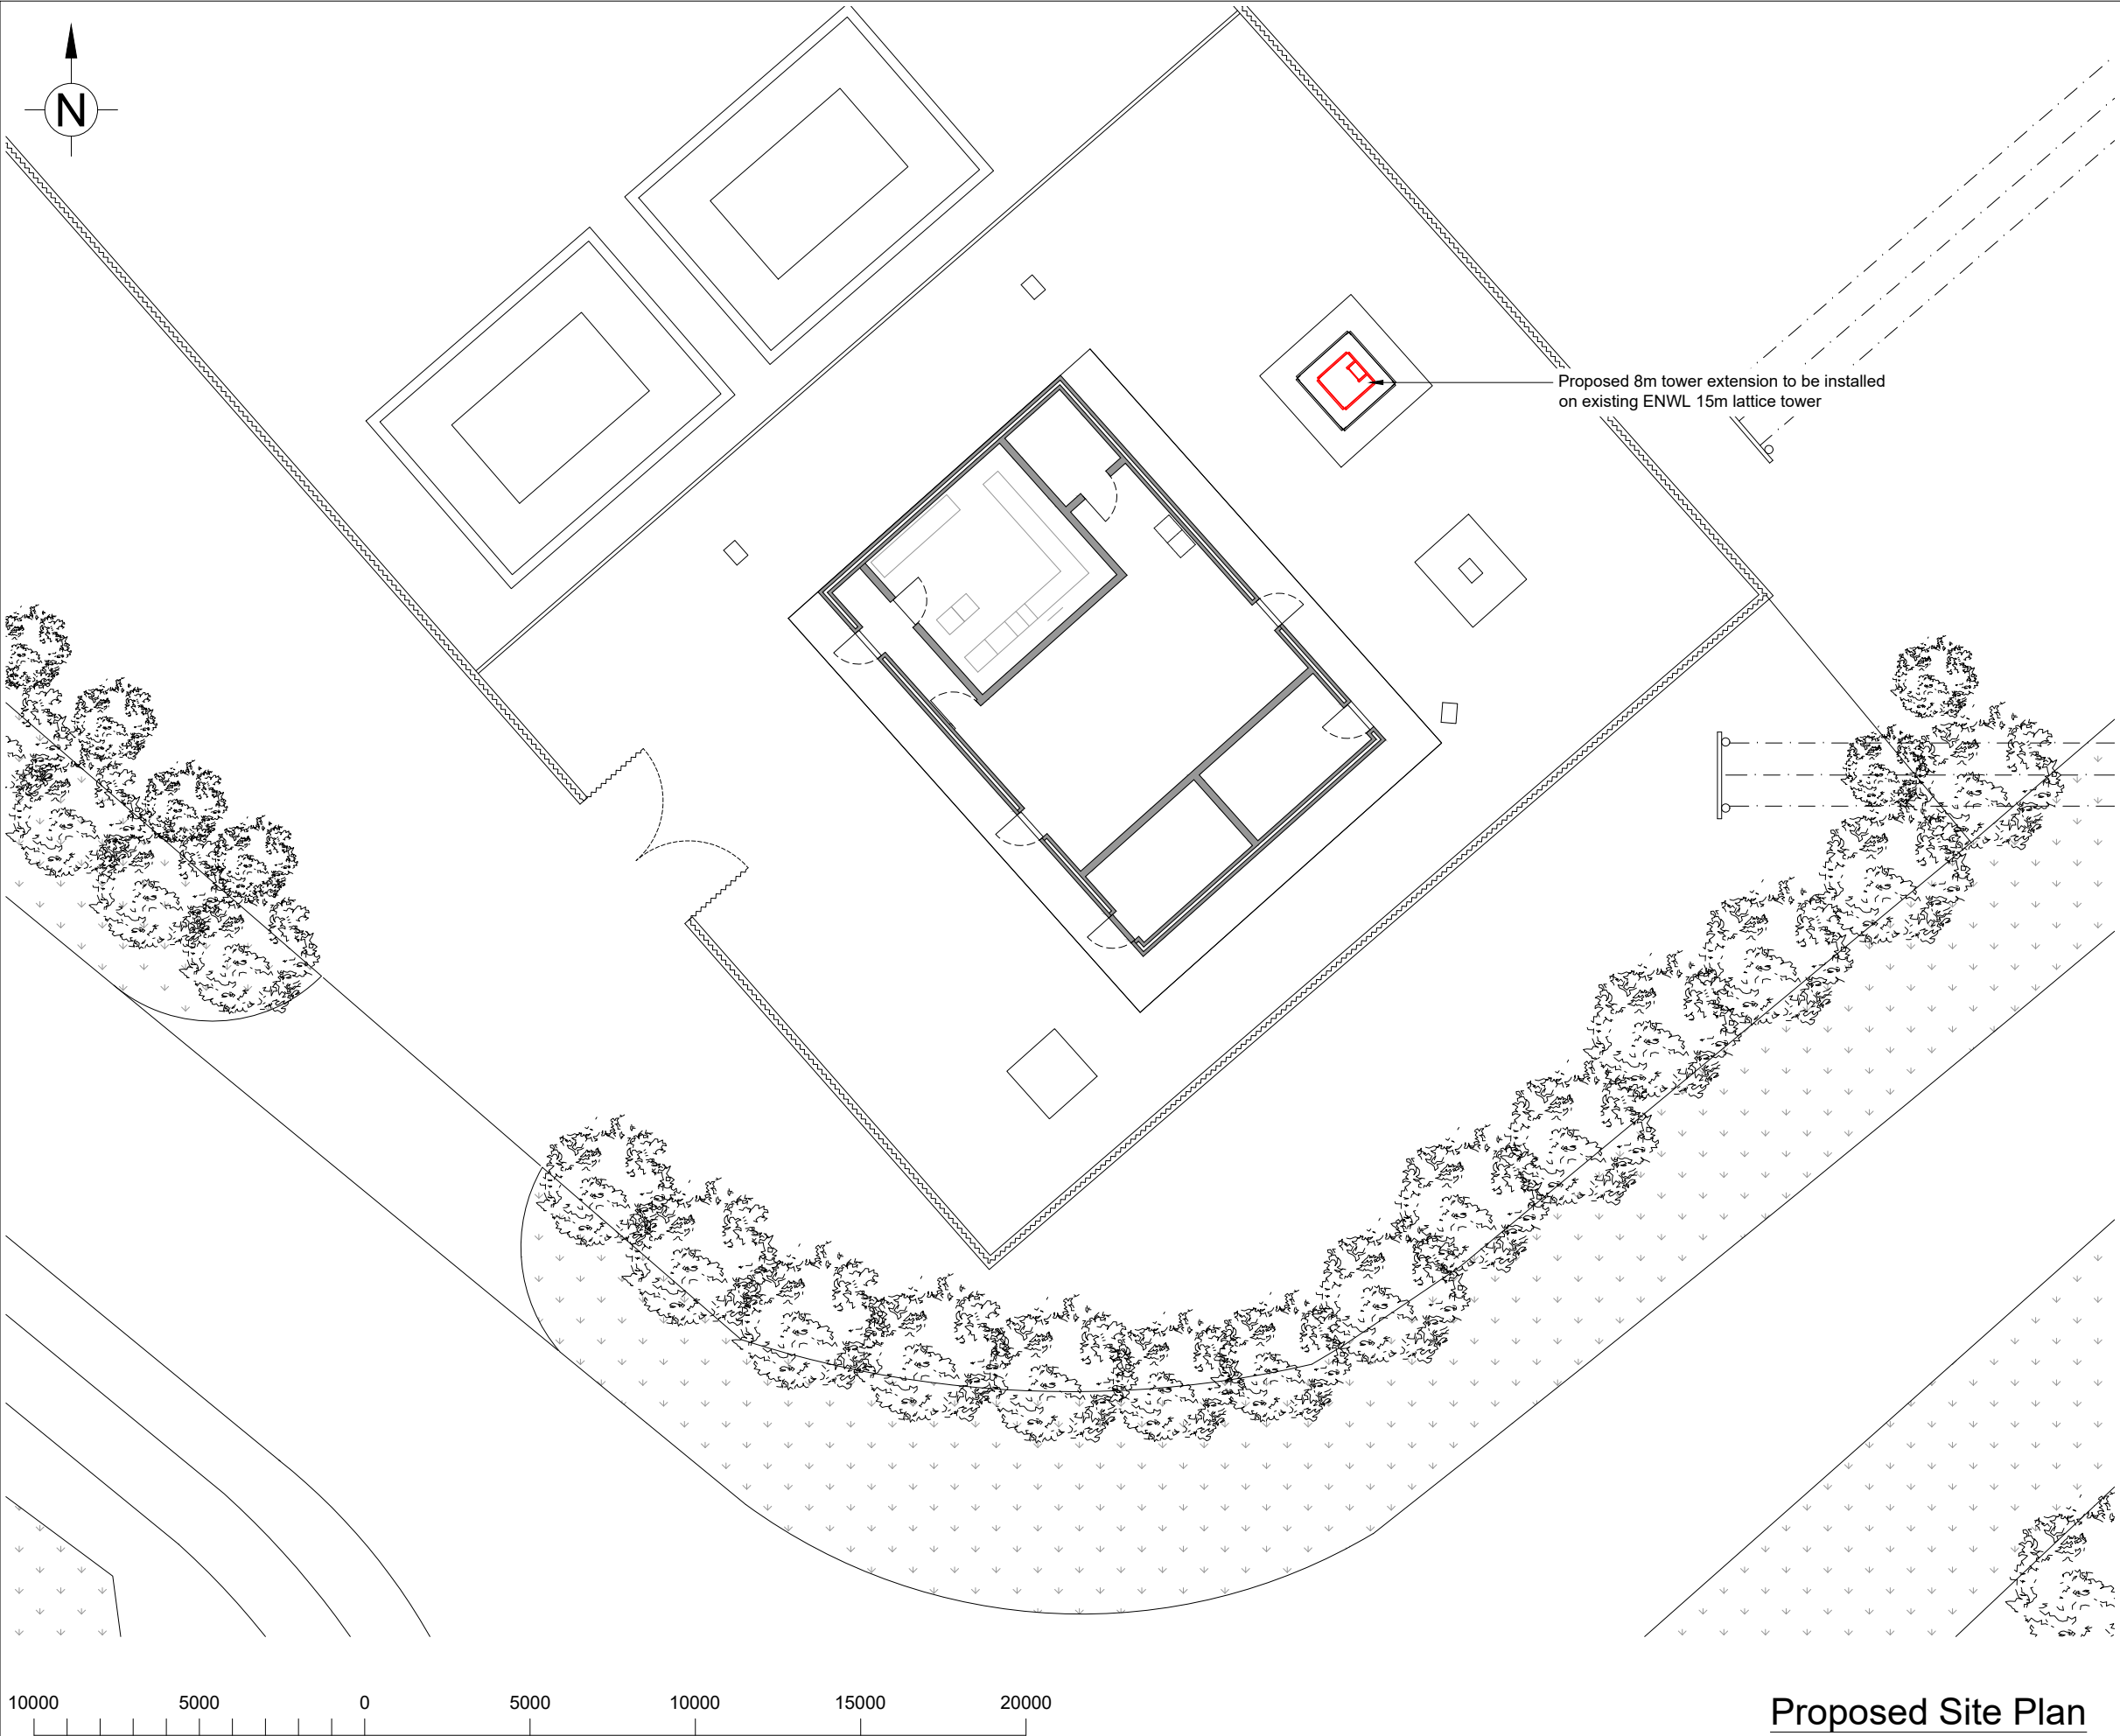 N
Proposed 8m tower extension to be installed
on existing ENWL 15m lattice tower
10000 5000 0 5000 10000 15000 20000
Proposed Site Plan